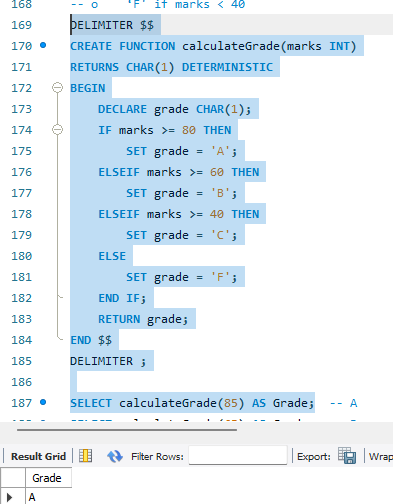 168 -- o 'F' if marks < 40
169 DELIMITER $$
170 CREATE FUNCTION calculateGrade(marks INT)
171 RETURNS CHAR(1) DETERMINISTIC
172 BEGIN
173 DECLARE grade CHAR(1);
174 IF marks >= 80 THEN
175 SET grade = 'A';
176 ELSEIF marks >= 60 THEN
177 SET grade = 'B';
178 ELSEIF marks >= 40 THEN
179 SET grade = 'C';
180 ELSE
181 SET grade = 'F';
182 END IF;
183 RETURN grade;
184 END $$
185 DELIMITER ;
186
187 SELECT calculateGrade(85) AS Grade; -- A
Result Grid Filter Rows: Export: Wrap
Grade
A